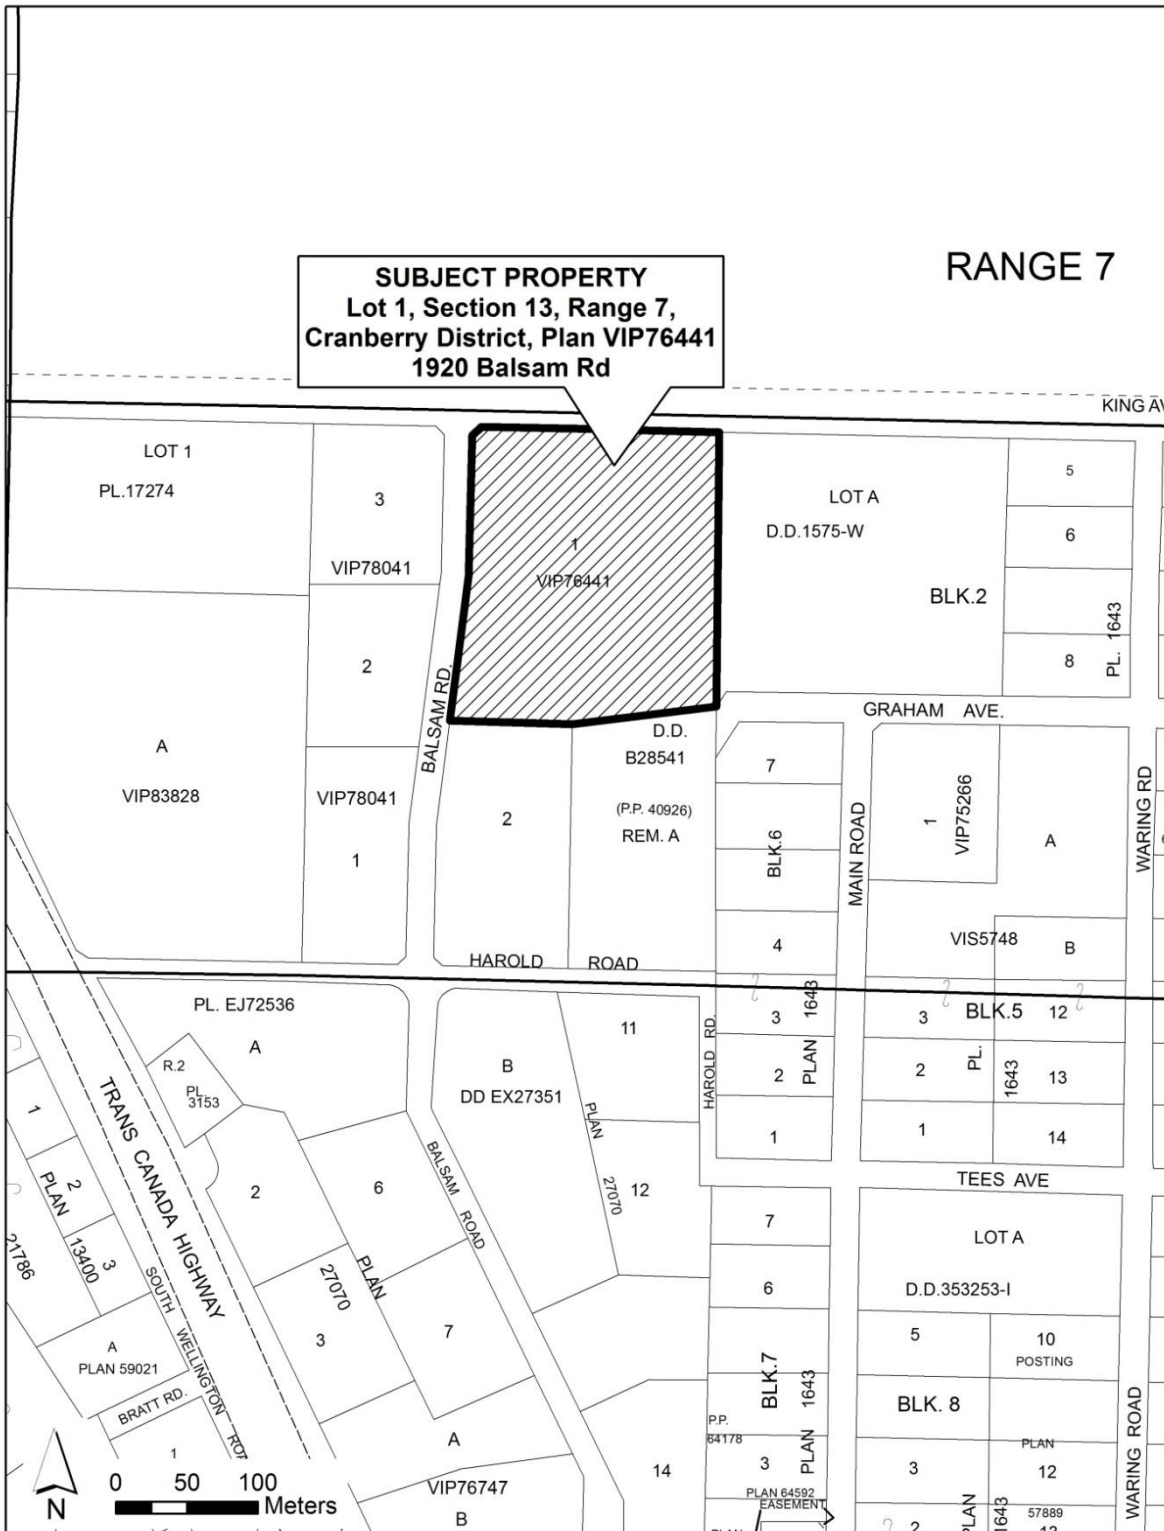 RANGE 7
SUBJECT PROPERTY
Lot 1, Section 13, Range 7,
Cranberry District, Plan VIP76441
1920 Balsam Rd
LOT 1
PL.17274
3
VIP78041
2
A
VIP83828
VIP78041
1
BALSAM RD.
1
VIP76441
LOT A
D.D.1575-W
BLK.2
5
6
8
PL. 1643
GRAHAM AVE.
D.D.
B28541
(P.P. 40926)
REM. A
2
7
BLK.6
4
MAIN ROAD
1
VIP75266
A
VIS5748
B
WARING RD
HAROLD ROAD
PL. EJ72536
A
R.2
PL.
3153
B
DD EX27351
11
PLAN
27070
12
HAROLD RD.
3
2
1
PLAN 1643
3
BLK.5
12
2
PL.
1643
13
1
14
TEES AVE
TRANS CANADA HIGHWAY
1
2
PLAN
13400
3
21786
A
PLAN 59021
BRATT RD.
1
SOUTH WELLINGTON
2
6
BALSAM ROAD
PLAN
27070
3
7
A
VIP76747
B
14
7
6
BLK.7
PLAN 1643
P.P.
64178
3
PLAN 64592
EASEMENT
LOT A
D.D.353253-I
5
10
POSTING
BLK. 8
PLAN
3
12
57889
2
PLAN
1643
WARING ROAD
N
0 50 100
Meters